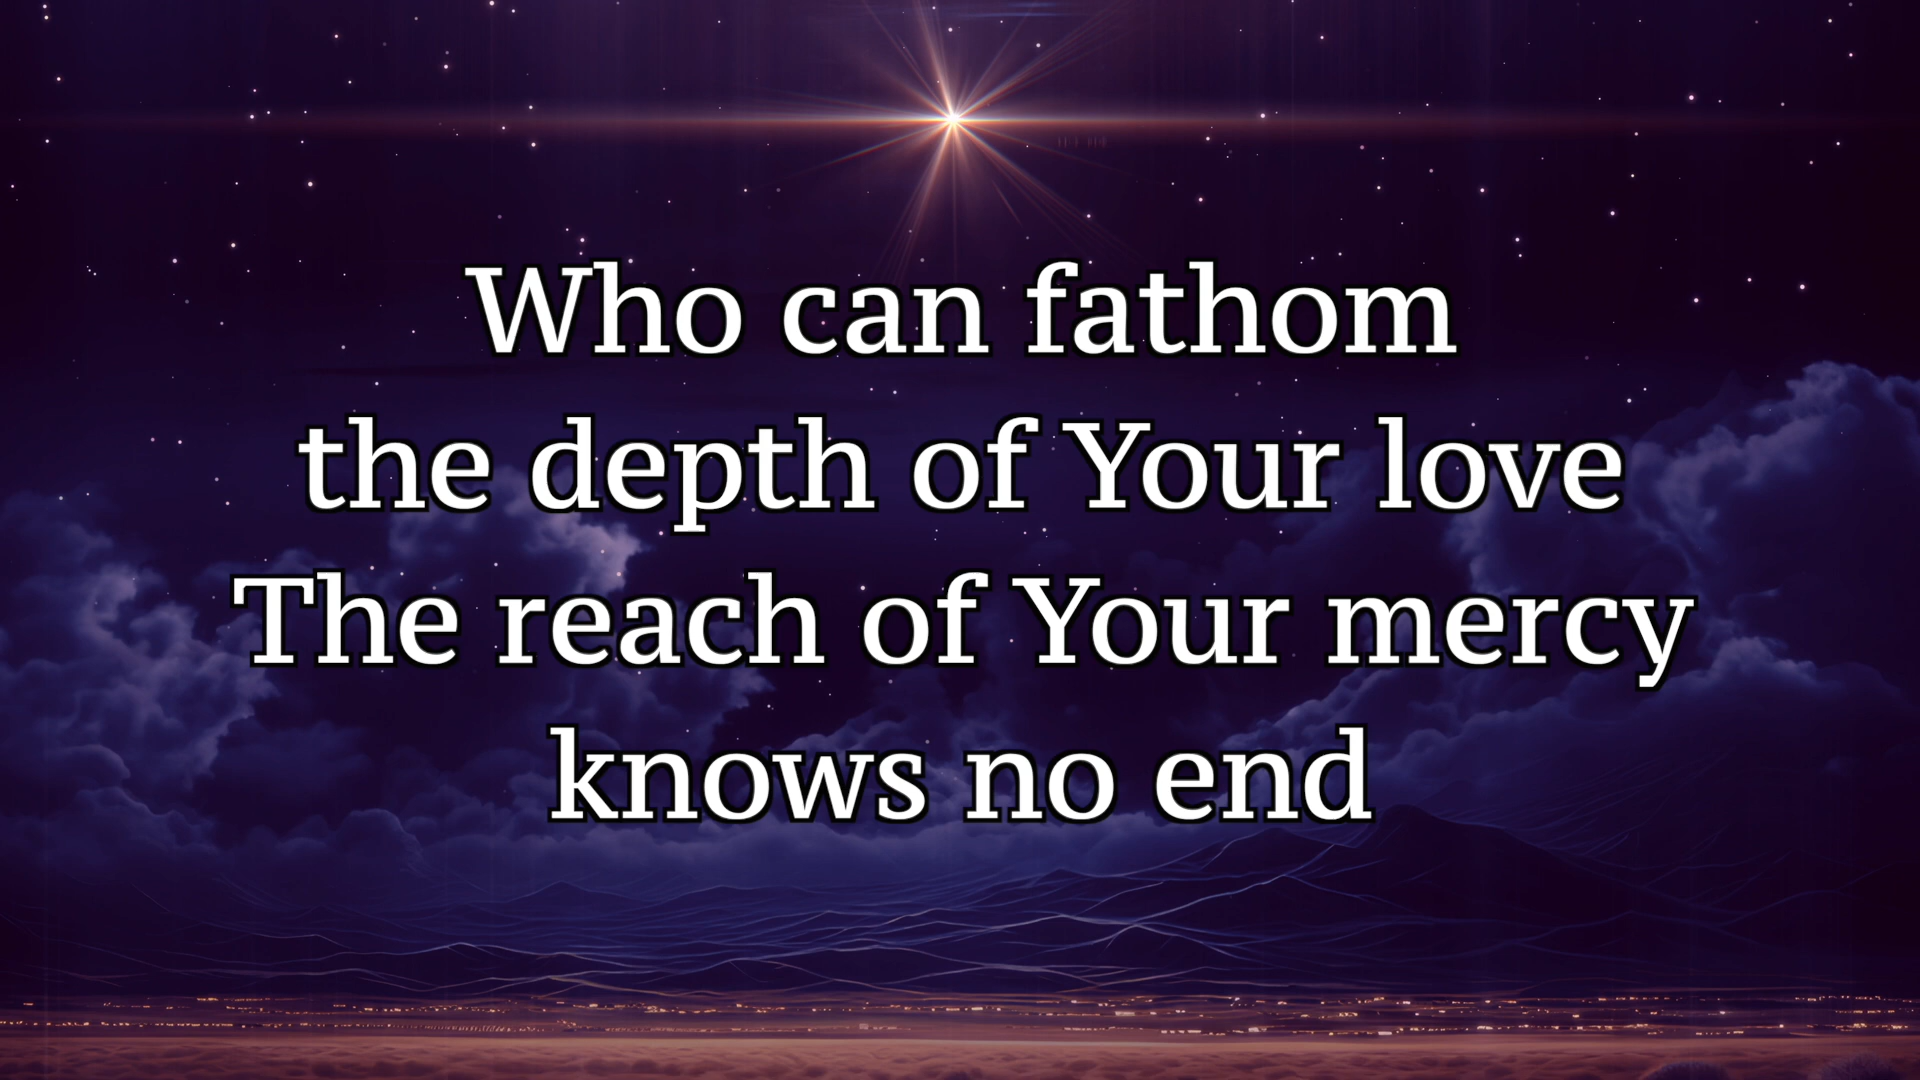 Who can fathom
the depth of Your love
The reach of Your mercy
knows no end